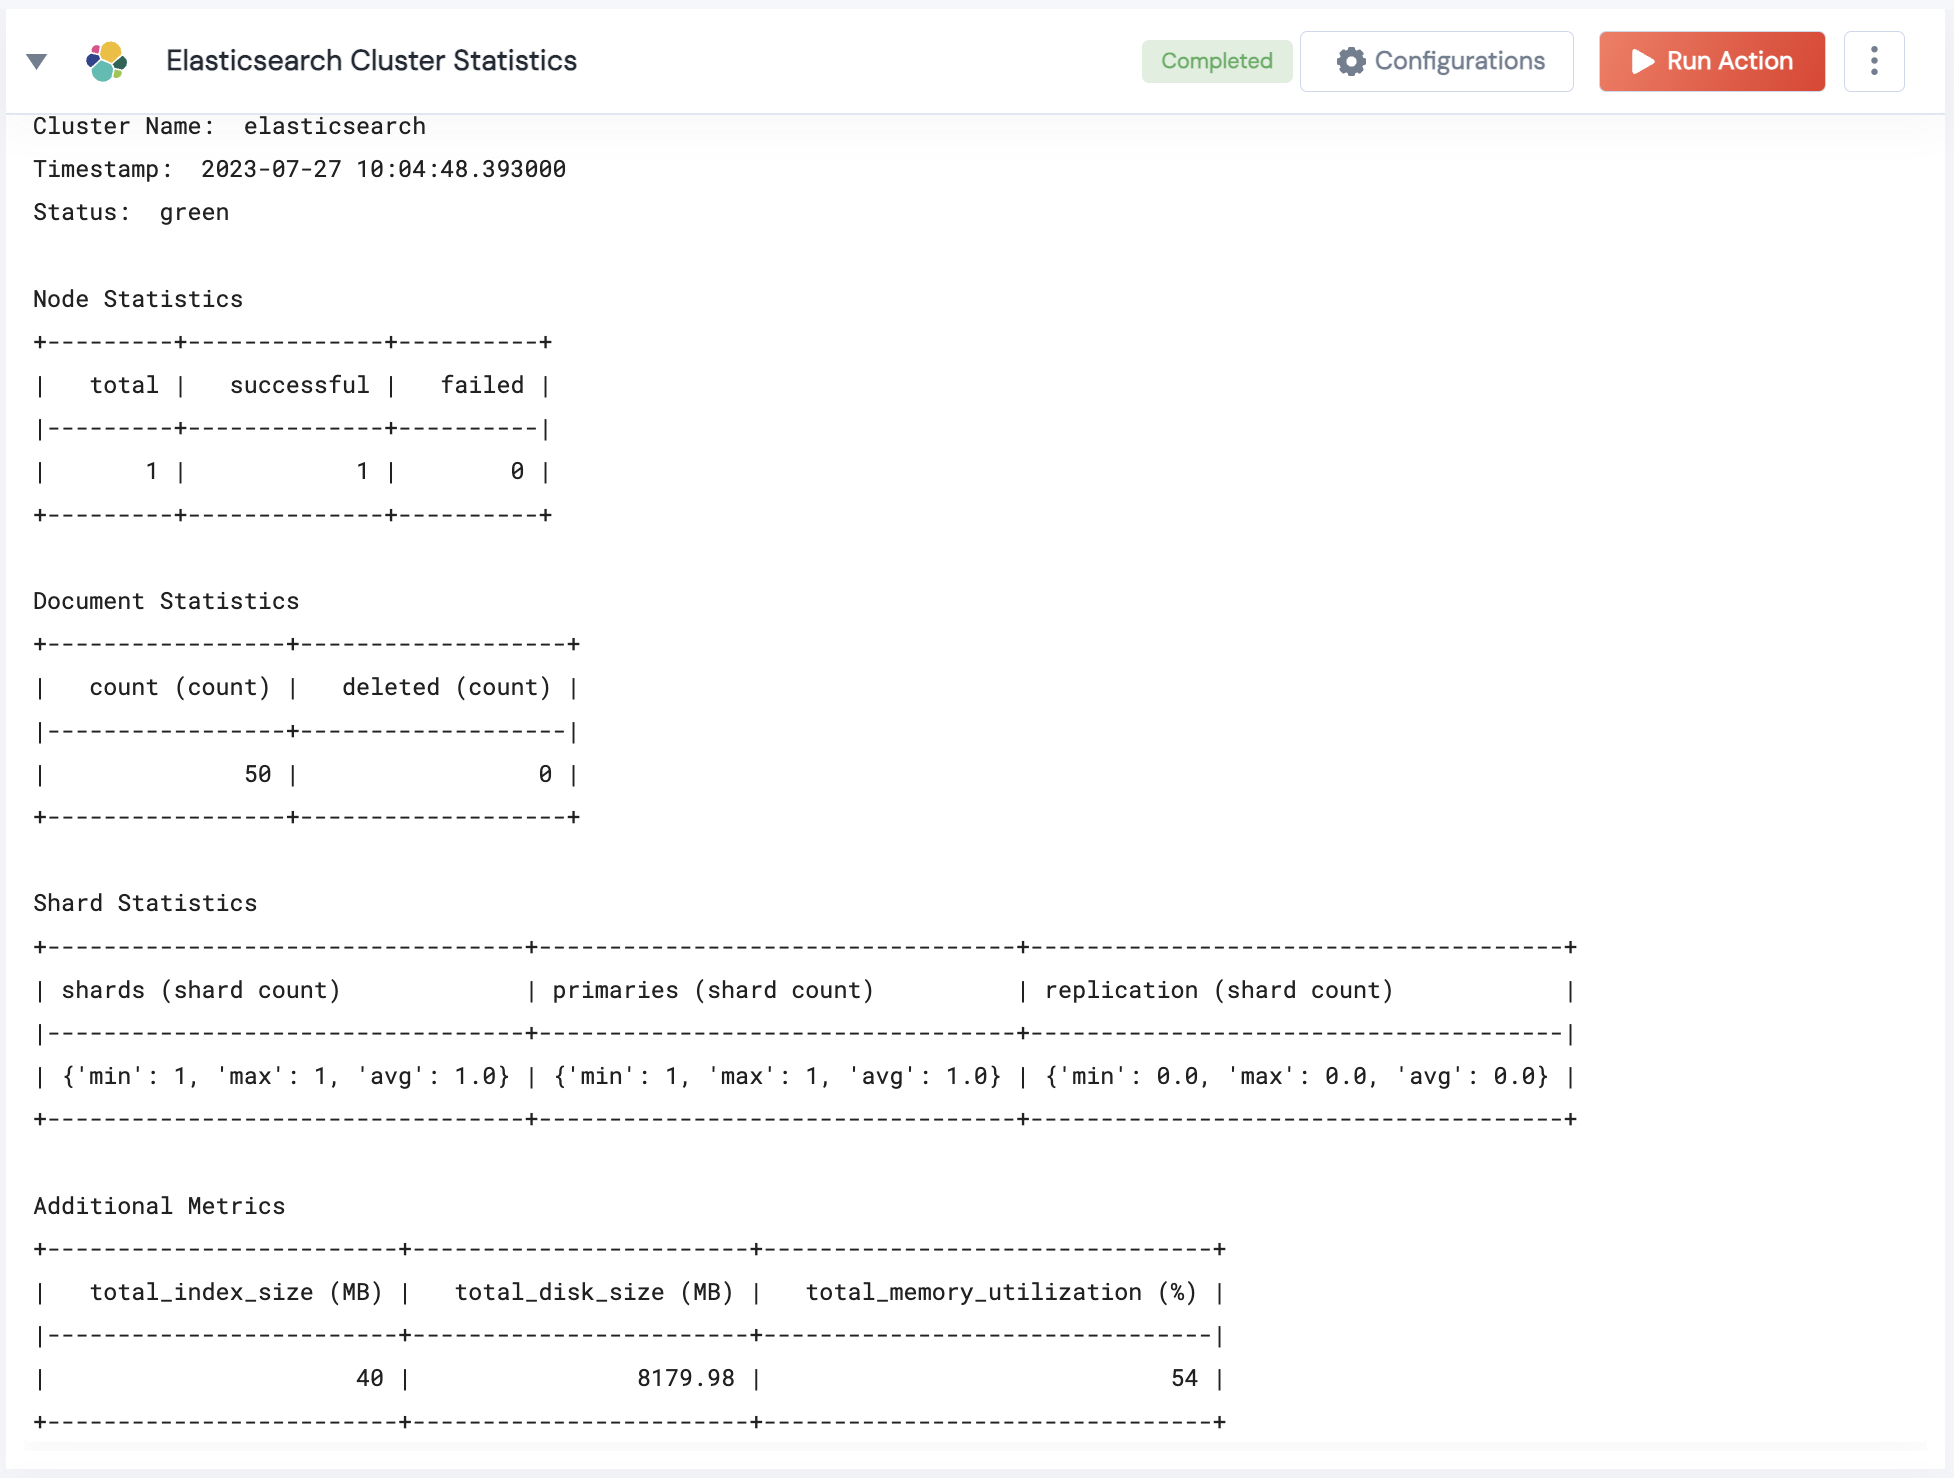 Elasticsearch Cluster Statistics Completed Configurations Run Action
Cluster Name:  elasticsearch
Timestamp:  2023-07-27 10:04:48.393000
Status:  green
Node Statistics
+---------+--------------+----------+
|   total |   successful |   failed |
|---------+--------------+----------|
|       1 |            1 |        0 |
+---------+--------------+----------+
Document Statistics
+-----------------+-------------------+
|   count (count) |   deleted (count) |
|-----------------+-------------------|
|              50 |                 0 |
+-----------------+-------------------+
Shard Statistics
+----------------------------------+----------------------------------+--------------------------------------+
| shards (shard count)             | primaries (shard count)          | replication (shard count)            |
|----------------------------------+----------------------------------+--------------------------------------|
| {'min': 1, 'max': 1, 'avg': 1.0} | {'min': 1, 'max': 1, 'avg': 1.0} | {'min': 0.0, 'max': 0.0, 'avg': 0.0} |
+----------------------------------+----------------------------------+--------------------------------------+
Additional Metrics
+-------------------------+------------------------+--------------------------------+
|   total_index_size (MB) |   total_disk_size (MB) |   total_memory_utilization (%) |
|-------------------------+------------------------+--------------------------------|
|                      40 |                8179.98 |                             54 |
+-------------------------+------------------------+--------------------------------+